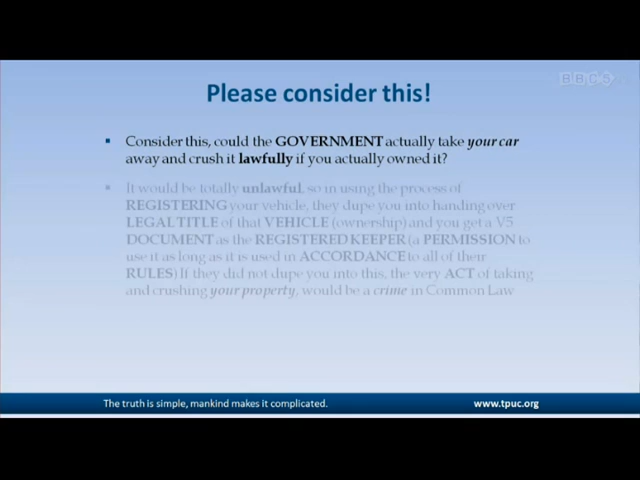 BBC 5
Please consider this!
Consider this, could the GOVERNMENT actually take your car
away and crush it lawfully if you actually owned it?
It would be totally unlawful, so in using the process of
REGISTERING your vehicle, they dupe you into handing over
LEGAL TITLE of that VEHICLE (ownership) and you get a V5
DOCUMENT as the REGISTERED KEEPER (a PERMISSION to
use it as long as it is used in ACCORDANCE to all of their
RULES) If they did not dupe you into this, the very ACT of taking
and crushing your property, would be a crime in Common Law
The truth is simple, mankind makes it complicated.
www.tpuc.org